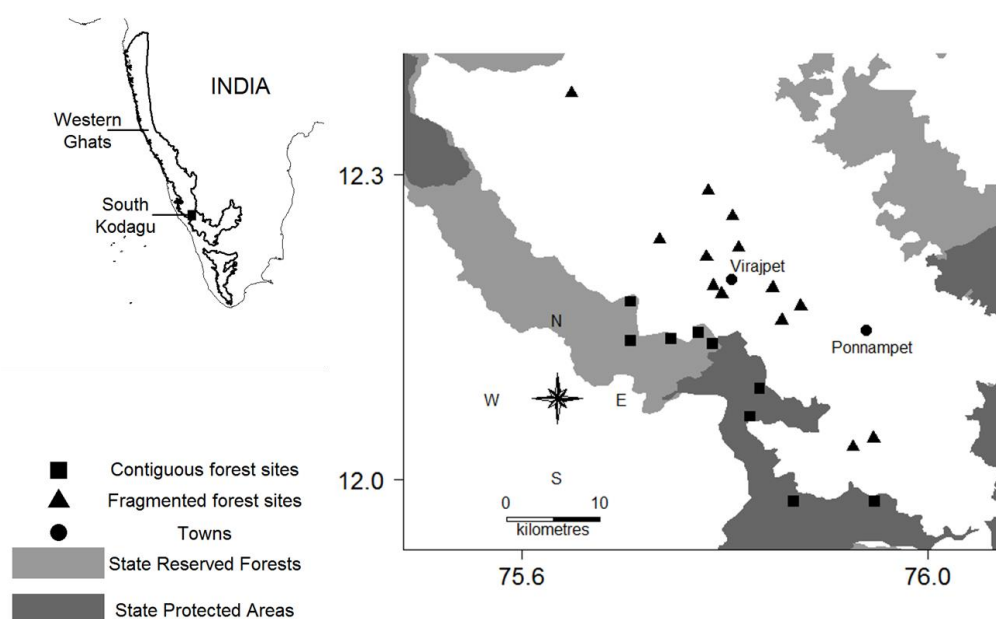 INDIA
Western
Ghats
South
Kodagu
12.3
12.0
75.6
76.0
Virajpet
Ponnampet
N
W
E
S
0
10
kilometres
Contiguous forest sites
Fragmented forest sites
Towns
State Reserved Forests
State Protected Areas